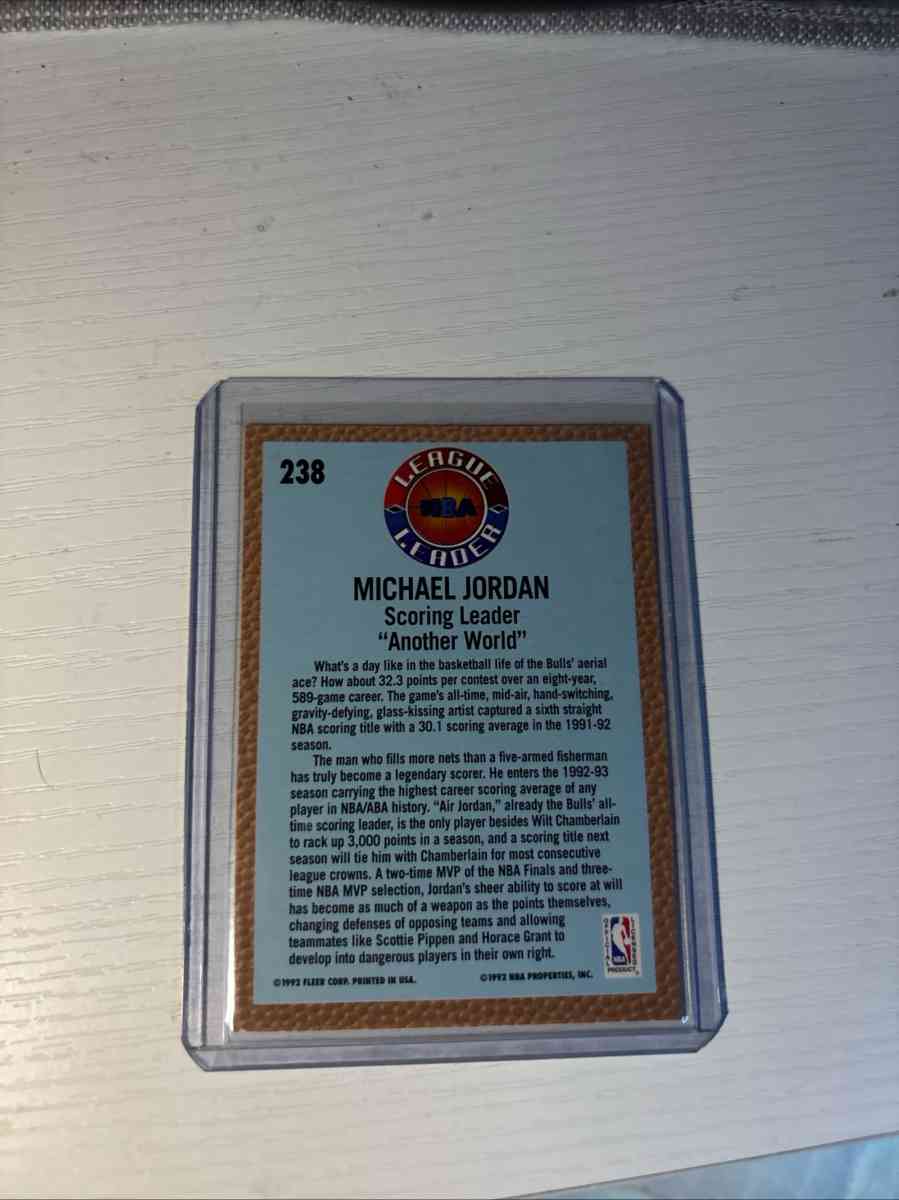 238
LEAGUE
NBA
LEADER
MICHAEL JORDAN
Scoring Leader
“Another World”
What's a day like in the basketball life of the Bulls' aerial
ace? How about 32.3 points per contest over an eight-year,
589-game career. The game's all-time, mid-air, hand-switching,
gravity-defying, glass-kissing artist captured a sixth straight
NBA scoring title with a 30.1 scoring average in the 1991-92
season.
The man who fills more nets than a five-armed fisherman
has truly become a legendary scorer. He enters the 1992-93
season carrying the highest career scoring average of any
player in NBA/ABA history. “Air Jordan,” already the Bulls' all-
time scoring leader, is the only player besides Wilt Chamberlain
to rack up 3,000 points in a season, and a scoring title next
season will tie him with Chamberlain for most consecutive
league crowns. A two-time MVP of the NBA Finals and three-
time NBA MVP selection, Jordan's sheer ability to score at will
has become as much of a weapon as the points themselves,
changing defenses of opposing teams and allowing
teammates like Scottie Pippen and Horace Grant to
develop into dangerous players in their own right.
OFFICIAL
LICENSED
NBA
PRODUCT
©1992 FLEER CORP. PRINTED IN USA.
©1992 NBA PROPERTIES, INC.